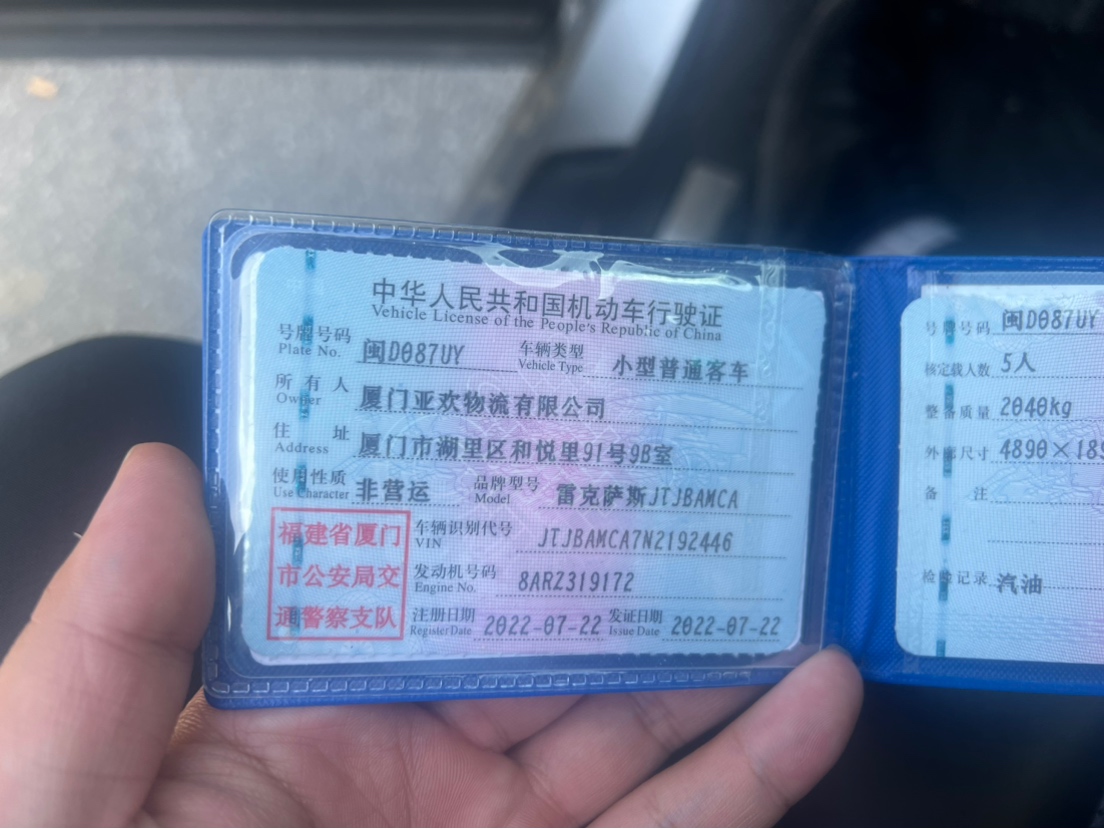 中华人民共和国机动车行驶证
Vehicle License of the People's Republic of China
号牌号码 闽D087UY 车辆类型 小型普通客车
Plate No. Vehicle Type
所有人 厦门亚欢物流有限公司
Owner
住址 厦门市湖里区和悦里91号9B室
Address
使用性质 非营运 品牌型号 雷克萨斯JTJBAMCA
Use Character Model
福建省厦门
市公安局交
通警察支队
车辆识别代号 JTJBAMCA7N2192446
VIN
发动机号码 8ARZ319172
Engine No.
注册日期 2022-07-22 发证日期 2022-07-22
Register Date Issue Date
号牌号码 闽D087UY
核定载人数 5人
整备质量 2040kg
外廓尺寸 4890×189
备注
检验记录 汽油